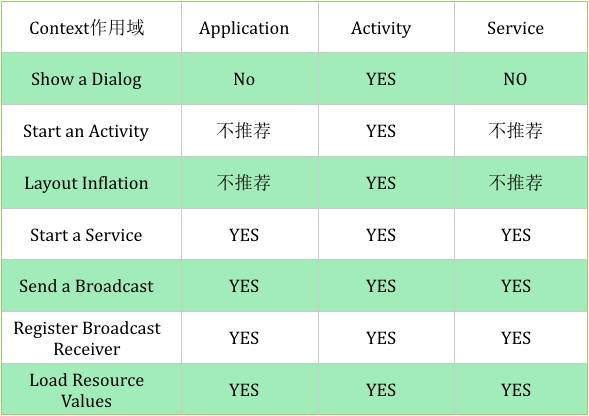 Context作用域 Application Activity Service
Show a Dialog No YES NO
Start an Activity 不推荐 YES 不推荐
Layout Inflation 不推荐 YES 不推荐
Start a Service YES YES YES
Send a Broadcast YES YES YES
Register Broadcast
Receiver YES YES YES
Load Resource
Values YES YES YES